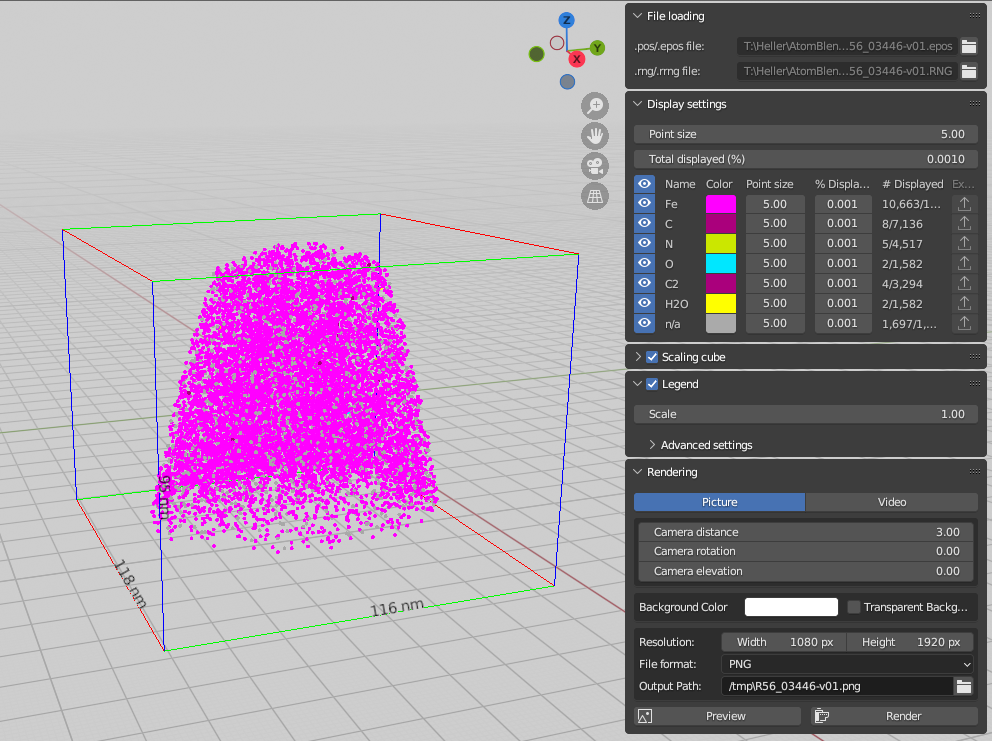 Z
Y
X
118 nm
116 nm
File loading
.pos/.epos file: T:\Heller\AtomBlen...56_03446-v01.epos
.rng/.rrng file: T:\Heller\AtomBlen...56_03446-v01.RNG
Display settings
Point size 5.00
Total displayed (%) 0.0010
Name Color Point size % Displa... # Displayed Ex...
Fe 5.00 0.001 10,663/1...
C 5.00 0.001 8/7,136
N 5.00 0.001 5/4,517
O 5.00 0.001 2/1,582
C2 5.00 0.001 4/3,294
H2O 5.00 0.001 2/1,582
n/a 5.00 0.001 1,697/1,...
Scaling cube
Legend
Scale 1.00
Advanced settings
Rendering
Picture Video
Camera distance 3.00
Camera rotation 0.00
Camera elevation 0.00
Background Color Transparent Backg...
Resolution: Width 1080 px Height 1920 px
File format: PNG
Output Path: /tmp\R56_03446-v01.png
Preview Render